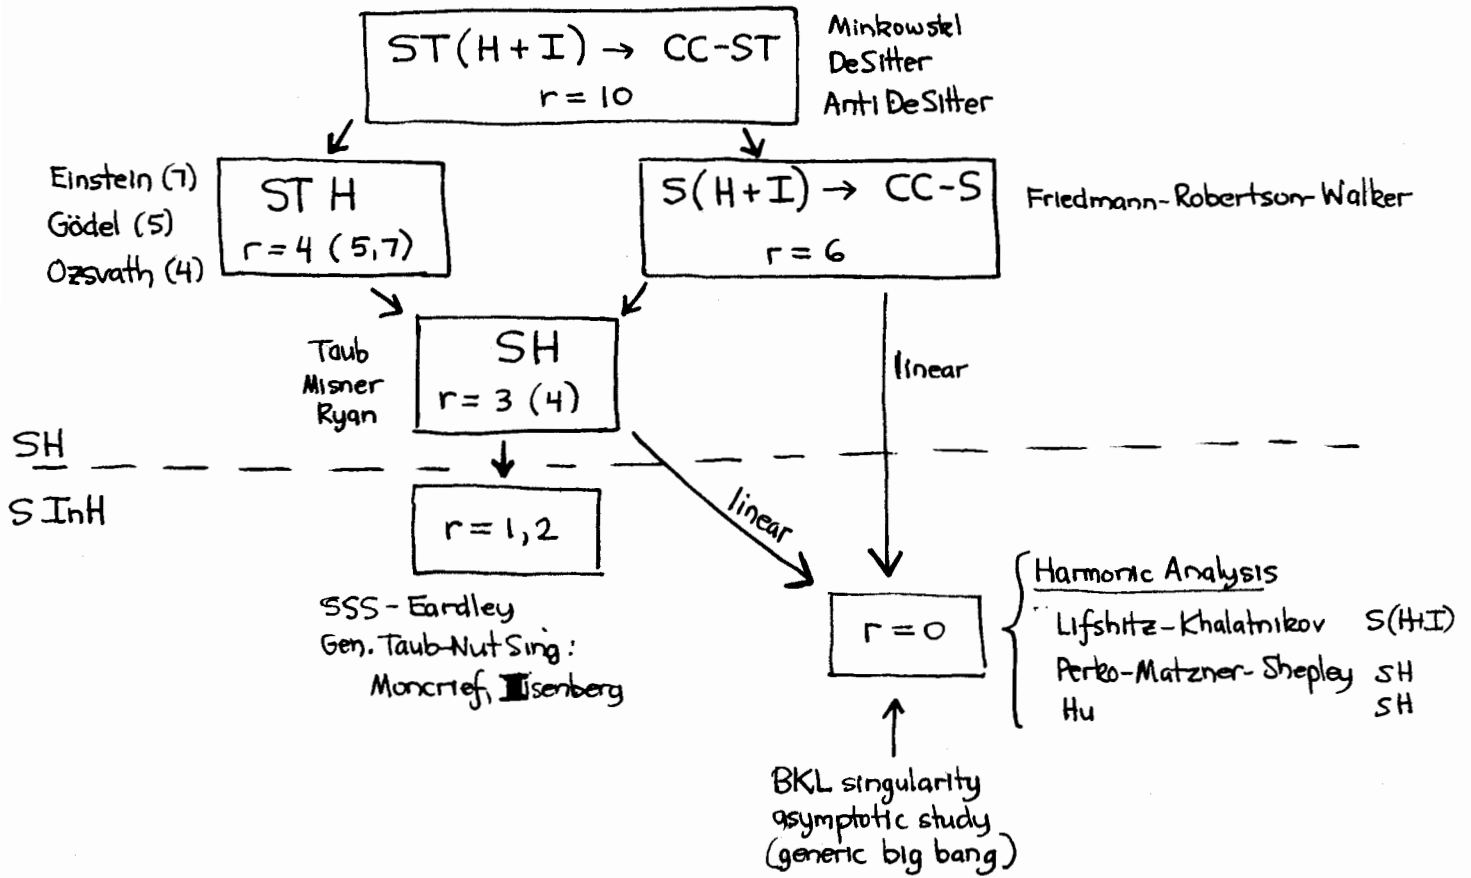 ST(H+I) → CC-ST
r = 10
Minkowski
DeSitter
Anti DeSitter
Einstein (7)
Gödel (5)
Ozsvath (4)
ST H
r = 4 (5,7)
S(H+I) → CC-S
r = 6
Friedmann-Robertson-Walker
Taub
Misner
Ryan
SH
r = 3 (4)
linear
SH
S InH
r = 1,2
linear
SSS - Eardley
Gen. Taub-Nut Sing:
Moncrief, Isenberg
r = 0
Harmonic Analysis
Lifshitz-Khalatnikov S(H+I)
Perko-Matzner-Shepley SH
Hu SH
BKL singularity
asymptotic study
(generic big bang)